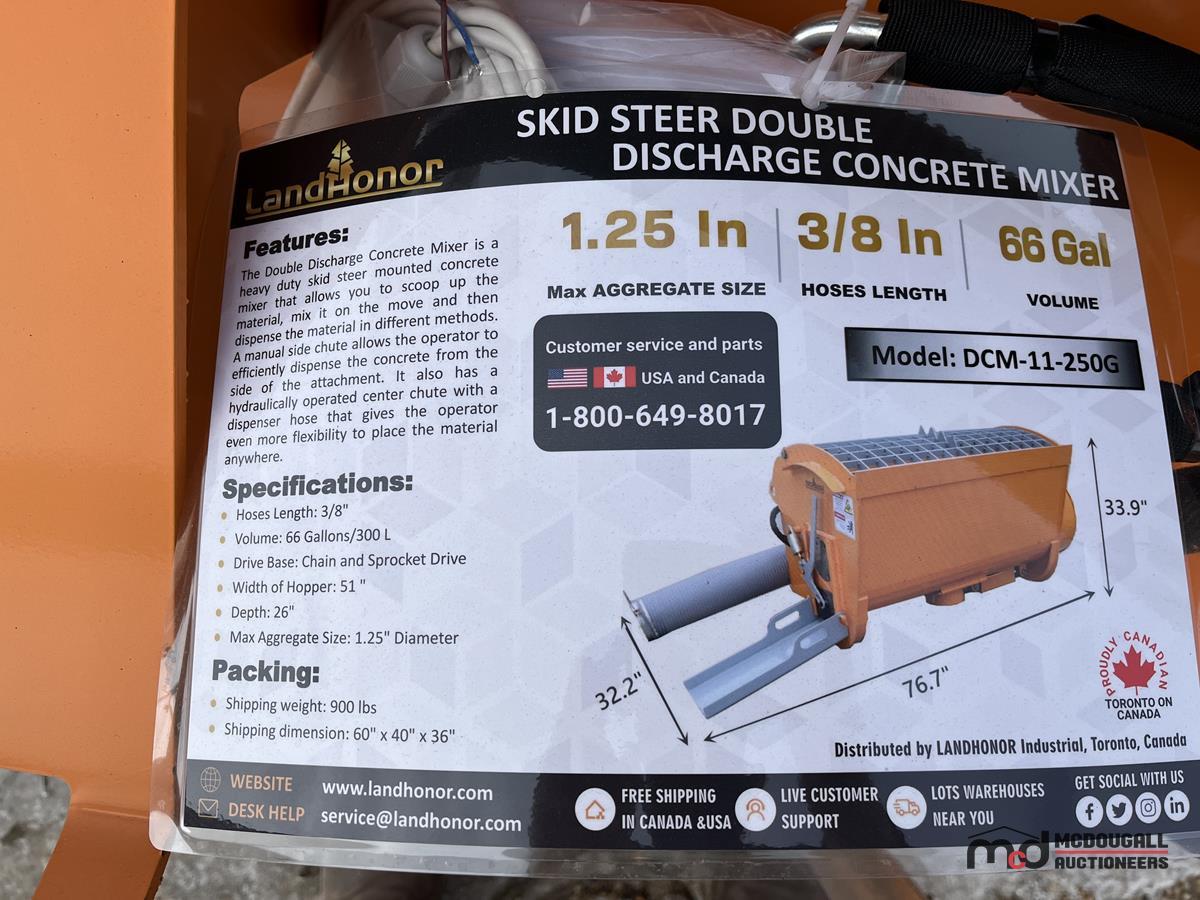 SKID STEER DOUBLE
DISCHARGE CONCRETE MIXER
LandHonor
Features:
The Double Discharge Concrete Mixer is a
heavy duty skid steer mounted concrete
mixer that allows you to scoop up the
material, mix it on the move and then
dispense the material in different methods.
A manual side chute allows the operator to
efficiently dispense the concrete from the
side of the attachment. It also has a
hydraulically operated center chute with a
dispenser hose that gives the operator
even more flexibility to place the material
anywhere.
Specifications:
Hoses Length: 3/8"
Volume: 66 Gallons/300 L
Drive Base: Chain and Sprocket Drive
Width of Hopper: 51 "
Depth: 26"
Max Aggregate Size: 1.25" Diameter
Packing:
Shipping weight: 900 lbs
Shipping dimension: 60" x 40" x 36"
1.25 In
Max AGGREGATE SIZE
3/8 In
HOSES LENGTH
66 Gal
VOLUME
Customer service and parts
USA and Canada
1-800-649-8017
Model: DCM-11-250G
33.9"
32.2"
76.7"
PROUDLY CANADIAN
TORONTO ON
CANADA
Distributed by LANDHONOR Industrial, Toronto, Canada
WEBSITE www.landhonor.com
DESK HELP service@landhonor.com
FREE SHIPPING
IN CANADA &USA
LIVE CUSTOMER
SUPPORT
LOTS WAREHOUSES
NEAR YOU
GET SOCIAL WITH US
mcd MCDOUGALL
AUCTIONEERS